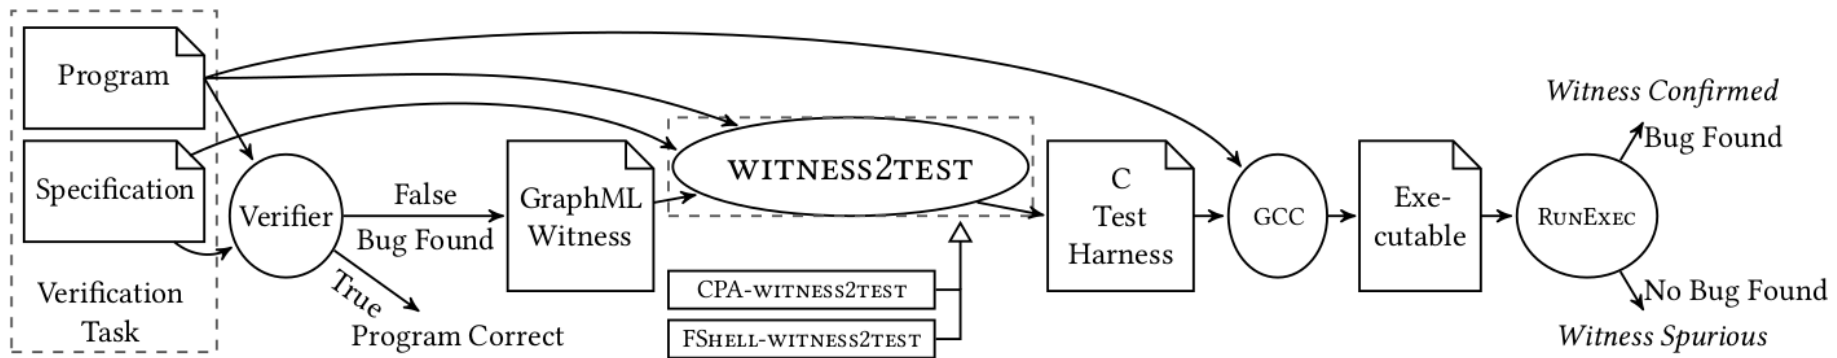 Program
Specification
Verification
Task
Verifier
False
Bug Found
True
Program Correct
GraphML
Witness
WITNESS2TEST
CPA-WITNESS2TEST
FSHELL-WITNESS2TEST
C
Test
Harness
GCC
Exe-
cutable
RUNEXEC
Witness Confirmed
Bug Found
No Bug Found
Witness Spurious